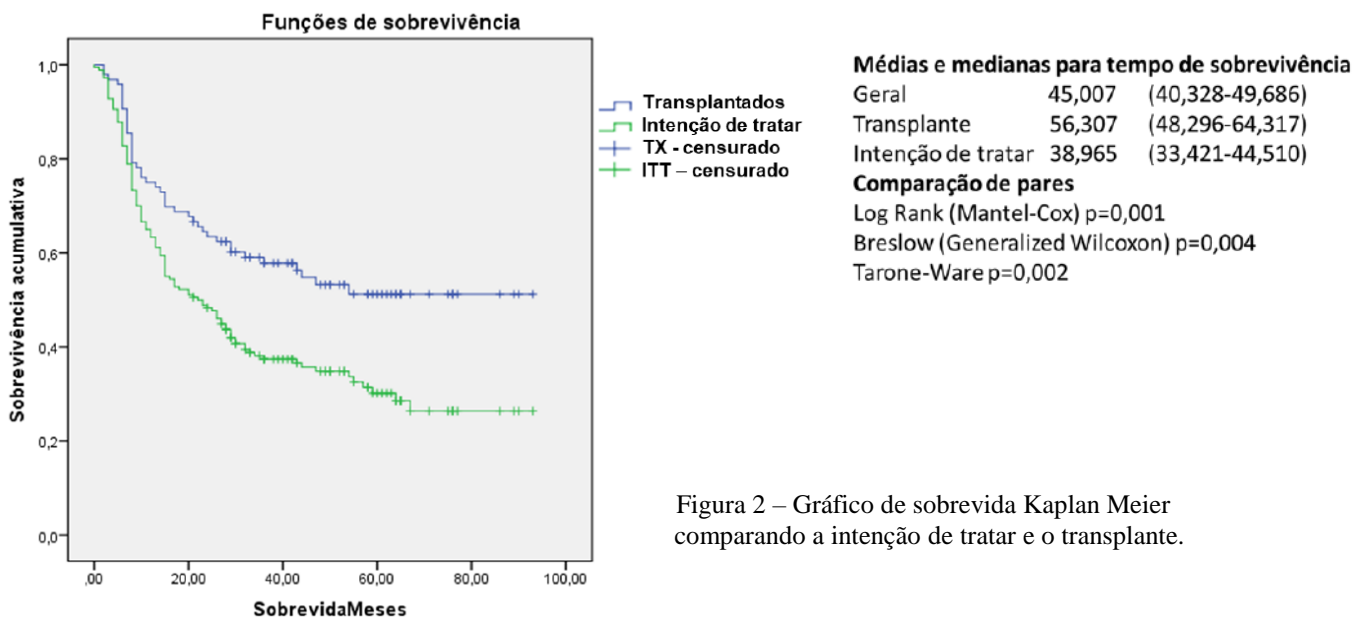 Funções de sobrevivência
1,0
0,8
0,6
0,4
0,2
0,0
Sobrevivência acumulativa
,00 20,00 40,00 60,00 80,00 100,00
SobrevidaMeses
Transplantados
Intenção de tratar
TX - censurado
ITT – censurado
Médias e medianas para tempo de sobrevivência
Geral 45,007 (40,328-49,686)
Transplante 56,307 (48,296-64,317)
Intenção de tratar 38,965 (33,421-44,510)
Comparação de pares
Log Rank (Mantel-Cox) p=0,001
Breslow (Generalized Wilcoxon) p=0,004
Tarone-Ware p=0,002
Figura 2 – Gráfico de sobrevida Kaplan Meier
comparando a intenção de tratar e o transplante.